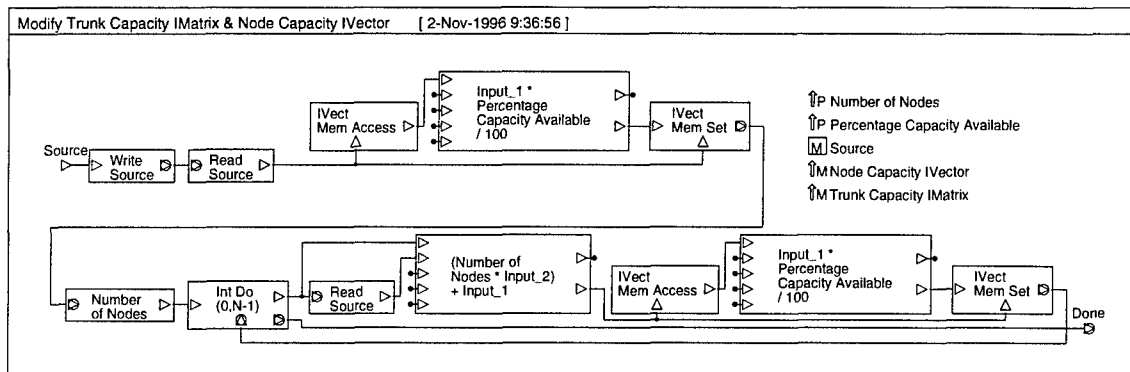 Modify Trunk Capacity IMatrix & Node Capacity IVector [ 2-Nov-1996 9:36:56 ]
IVect
Mem Access
Input_1 *
Percentage
Capacity Available
/ 100
IVect
Mem Set
⇧P Number of Nodes
⇧P Percentage Capacity Available
M Source
⇧M Node Capacity IVector
⇧M Trunk Capacity IMatrix
Source
Write
Source
Read
Source
Number
of Nodes
Int Do
(0,N-1)
Read
Source
(Number of
Nodes * Input_2)
+ Input_1
IVect
Mem Access
Input_1 *
Percentage
Capacity Available
/ 100
IVect
Mem Set
Done